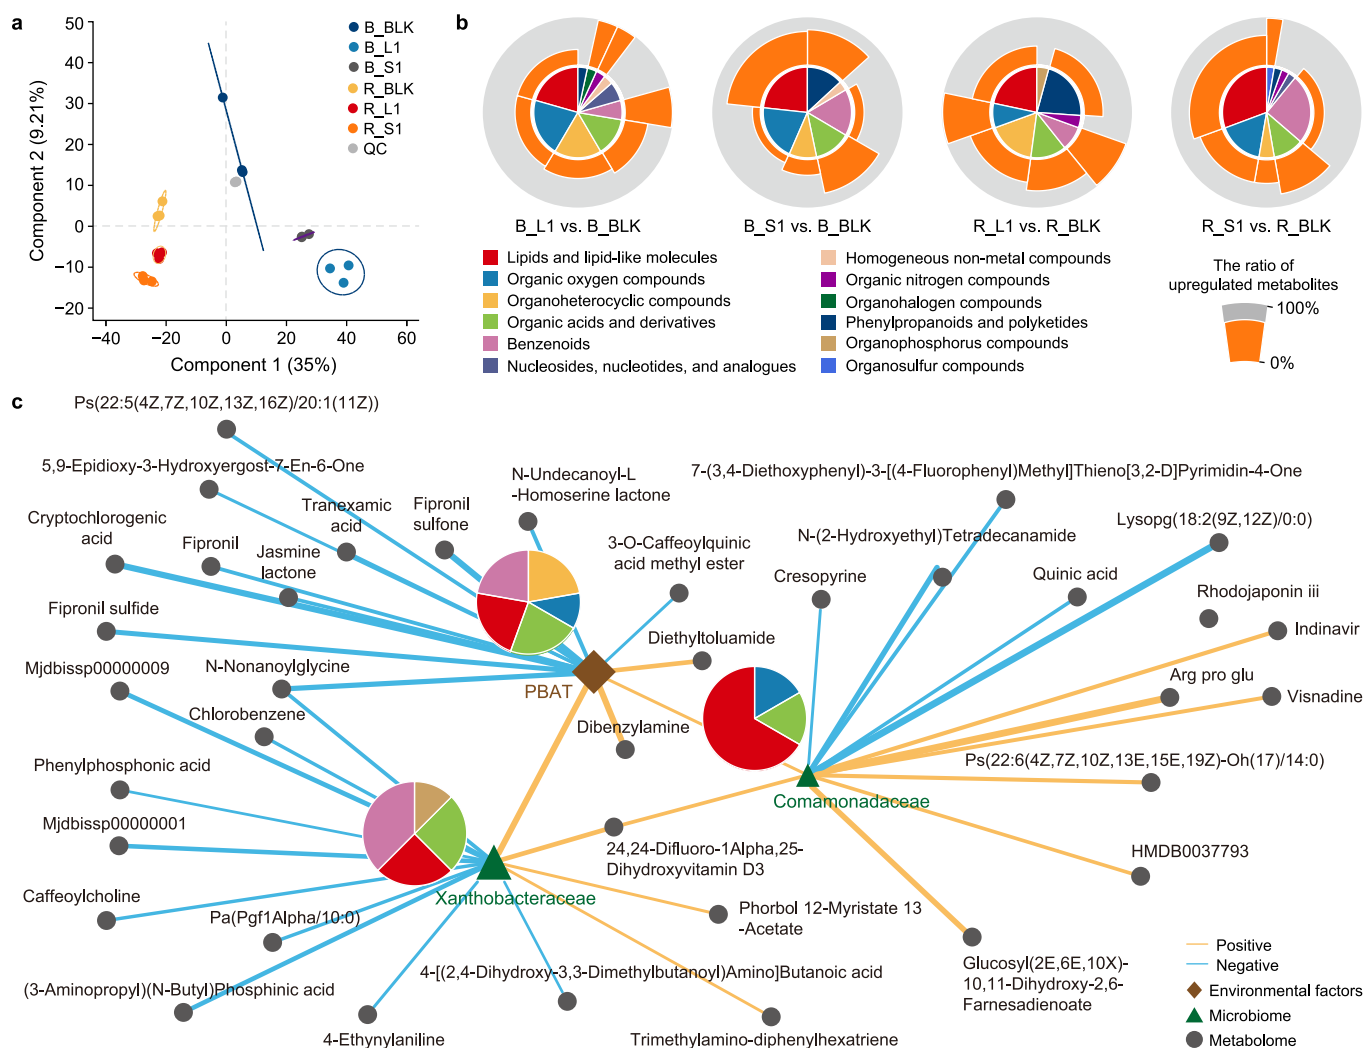 a
50
40
30
20
10
0
−10
−20
−40
−20
0
20
40
60
Component 2 (9.21%)
Component 1 (35%)
B_BLK
B_L1
B_S1
R_BLK
R_L1
R_S1
QC
b
B_L1 vs. B_BLK
B_S1 vs. B_BLK
R_L1 vs. R_BLK
R_S1 vs. R_BLK
Lipids and lipid-like molecules
Organic oxygen compounds
Organoheterocyclic compounds
Organic acids and derivatives
Benzenoids
Nucleosides, nucleotides, and analogues
Homogeneous non-metal compounds
Organic nitrogen compounds
Organohalogen compounds
Phenylpropanoids and polyketides
Organophosphorus compounds
Organosulfur compounds
The ratio of
upregulated metabolites
100%
0%
c
Ps(22:5(4Z,7Z,10Z,13Z,16Z)/20:1(11Z))
5,9-Epidioxy-3-Hydroxyergost-7-En-6-One
Cryptochlorogenic
acid
Fipronil
Jasmine
lactone
Tranexamic
acid
Fipronil
sulfone
N-Undecanoyl-L
-Homoserine lactone
3-O-Caffeoylquinic
acid methyl ester
7-(3,4-Diethoxyphenyl)-3-[(4-Fluorophenyl)Methyl]Thieno[3,2-D]Pyrimidin-4-One
N-(2-Hydroxyethyl)Tetradecanamide
Lysopg(18:2(9Z,12Z)/0:0)
Cresopyrine
Quinic acid
Rhodojaponin iii
Indinavir
Fipronil sulfide
Mjdbissp00000009
N-Nonanoylglycine
Chlorobenzene
PBAT
Diethyltoluamide
Dibenzylamine
Arg pro glu
Visnadine
Ps(22:6(4Z,7Z,10Z,13E,15E,19Z)-Oh(17)/14:0)
Comamonadaceae
Phenylphosphonic acid
Mjdbissp00000001
Caffeoylcholine
Pa(Pgf1Alpha/10:0)
Xanthobacteraceae
24,24-Difluoro-1Alpha,25-
Dihydroxyvitamin D3
HMDB0037793
Phorbol 12-Myristate 13
-Acetate
(3-Aminopropyl)(N-Butyl)Phosphinic acid
4-[(2,4-Dihydroxy-3,3-Dimethylbutanoyl)Amino]Butanoic acid
4-Ethynylaniline
Trimethylamino-diphenylhexatriene
Glucosyl(2E,6E,10X)-
10,11-Dihydroxy-2,6-
Farnesadienoate
Positive
Negative
Environmental factors
Microbiome
Metabolome